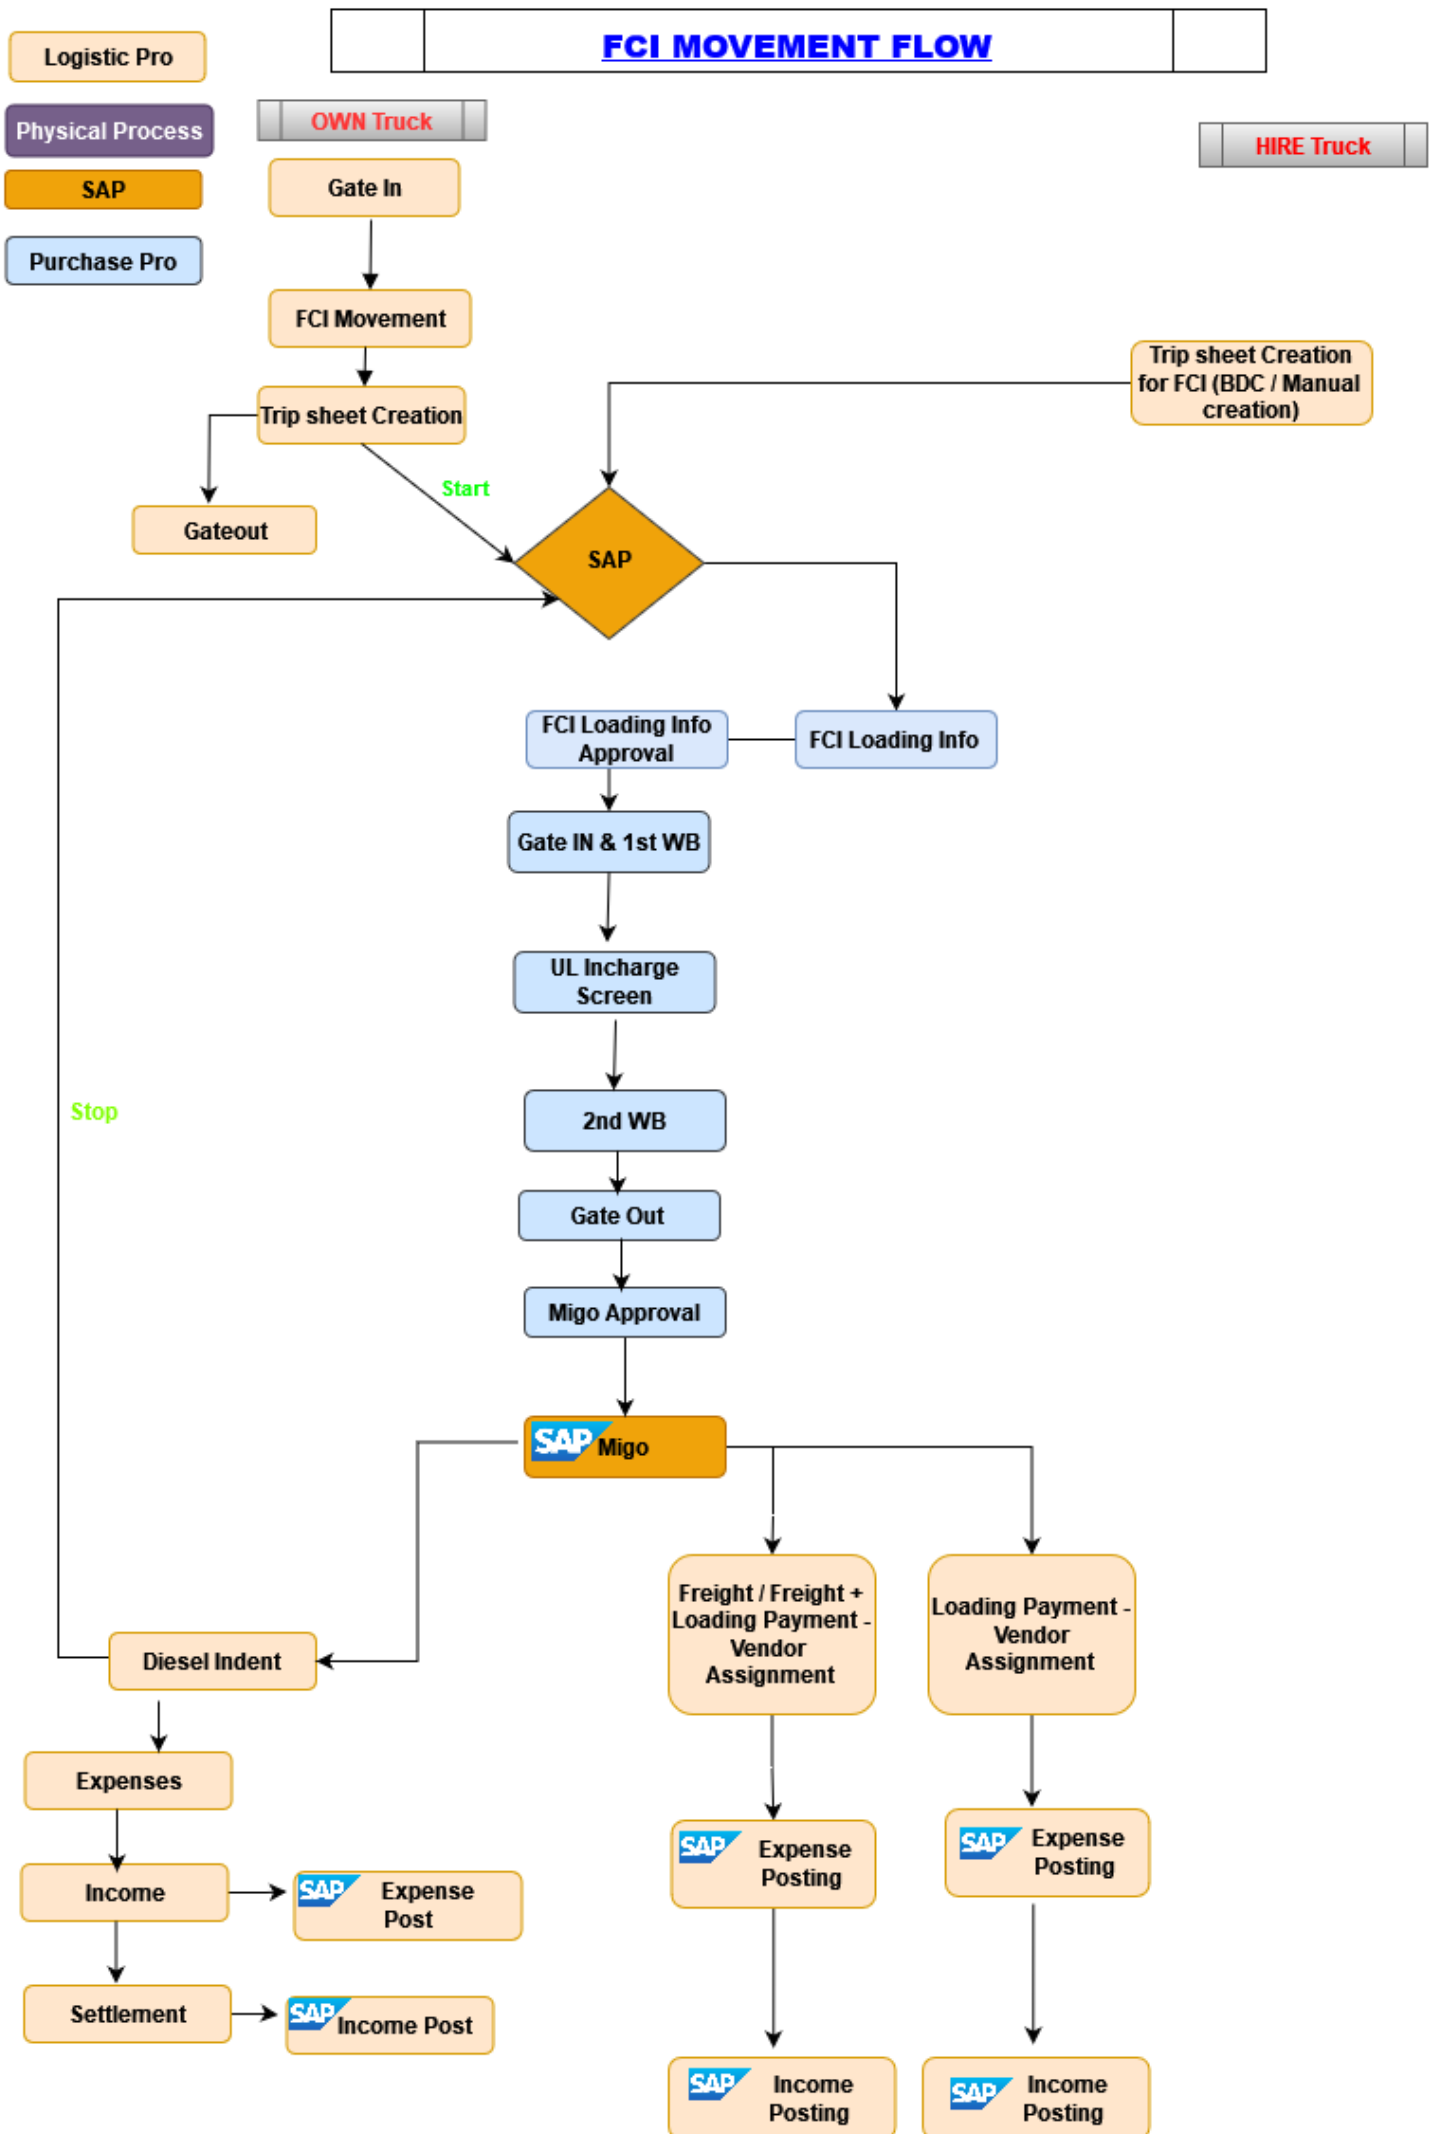 FCI MOVEMENT FLOW
Logistic Pro
Physical Process
SAP
Purchase Pro
OWN Truck
HIRE Truck
Gate In
FCI Movement
Trip sheet Creation
Gateout
Start
Trip sheet Creation
for FCI (BDC / Manual
creation)
SAP
FCI Loading Info
Approval
FCI Loading Info
Gate IN & 1st WB
UL Incharge
Screen
2nd WB
Stop
Gate Out
Migo Approval
SAP Migo
Freight / Freight +
Loading Payment -
Vendor
Assignment
Loading Payment -
Vendor
Assignment
Diesel Indent
Expenses
Income
SAP Expense
Post
Settlement
SAP Income Post
SAP Expense
Posting
SAP Expense
Posting
SAP Income
Posting
SAP Income
Posting